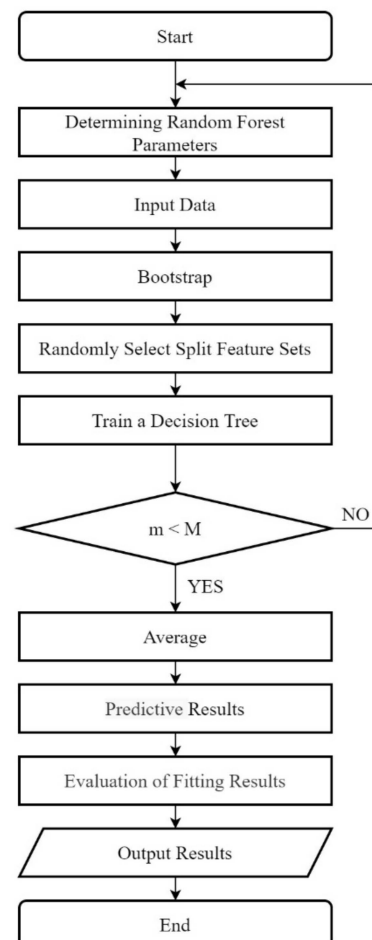 Start
Determining Random Forest
Parameters
Input Data
Bootstrap
Randomly Select Split Feature Sets
Train a Decision Tree
m < M
NO
YES
Average
Predictive Results
Evaluation of Fitting Results
Output Results
End